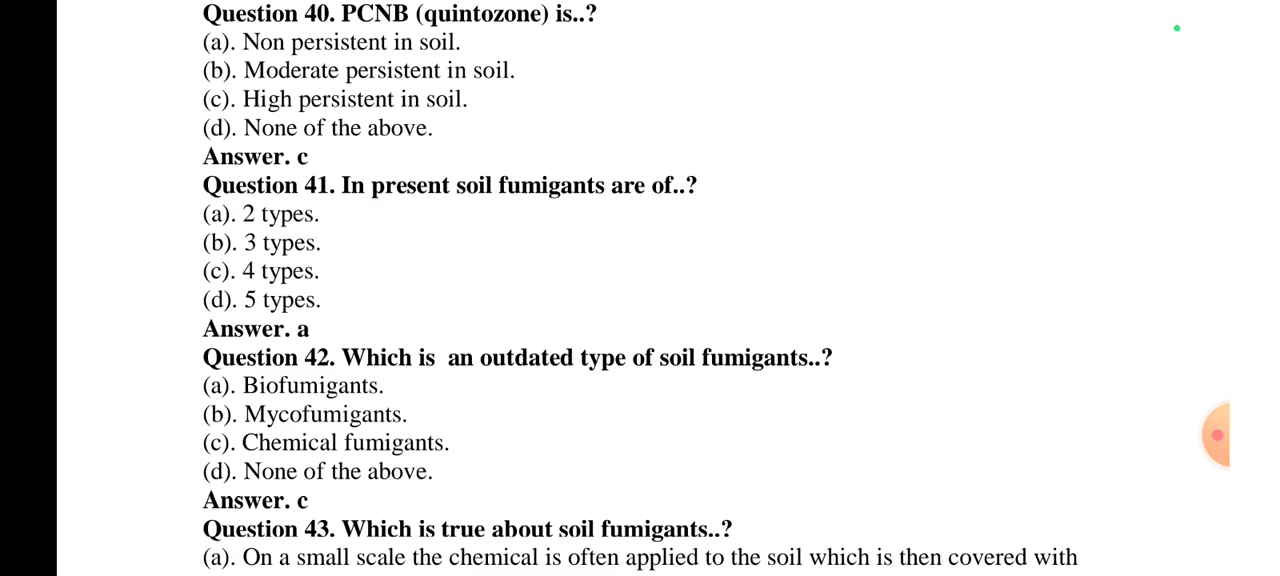 Question 40. PCNB (quintozone) is..?
(a). Non persistent in soil.
(b). Moderate persistent in soil.
(c). High persistent in soil.
(d). None of the above.
Answer. c
Question 41. In present soil fumigants are of..?
(a). 2 types.
(b). 3 types.
(c). 4 types.
(d). 5 types.
Answer. a
Question 42. Which is  an outdated type of soil fumigants..?
(a). Biofumigants.
(b). Mycofumigants.
(c). Chemical fumigants.
(d). None of the above.
Answer. c
Question 43. Which is true about soil fumigants..?
(a). On a small scale the chemical is often applied to the soil which is then covered with